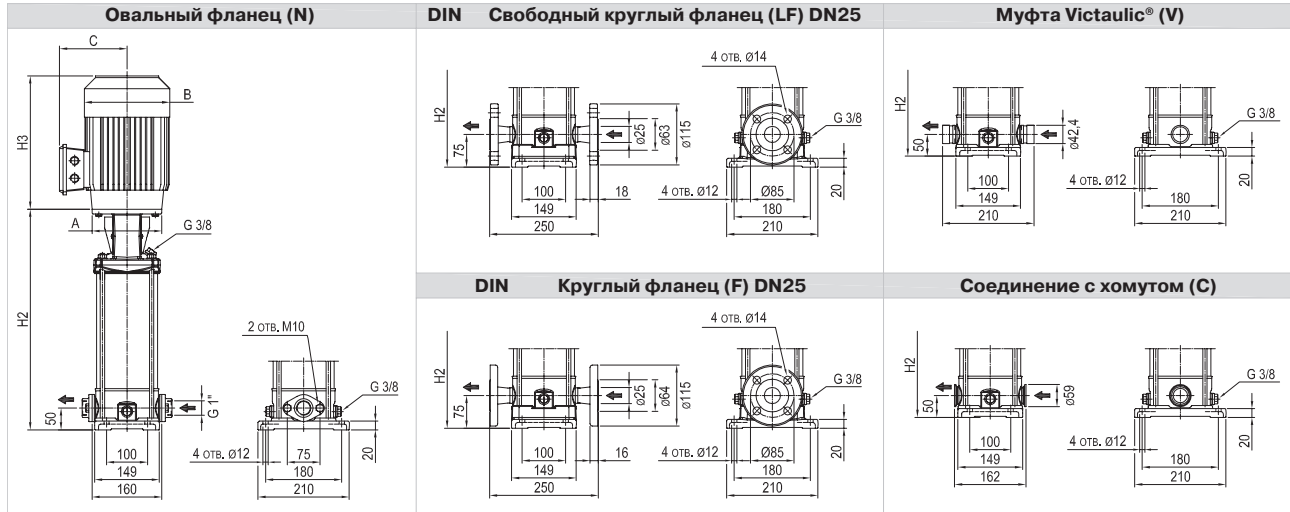 Овальный фланец (N)
C
B
H3
A
G 3/8
H2
2 отв. M10
G 3/8
50
G 1"
20
100
4 отв. Ø12
75
149
180
160
210
DIN Свободный круглый фланец (LF) DN25
4 отв. Ø14
H2
G 3/8
75
ø25
ø63
ø115
20
100
18
4 отв. Ø12
Ø85
149
180
250
210
Муфта Victaulic® (V)
H2
G 3/8
50
ø42,4
20
100
4 отв. Ø12
149
180
210
210
DIN Круглый фланец (F) DN25
4 отв. Ø14
H2
G 3/8
75
ø25
ø64
ø115
20
100
16
4 отв. Ø12
Ø85
149
180
250
210
Соединение с хомутом (C)
H2
G 3/8
50
ø59
20
100
4 отв. Ø12
149
180
162
210